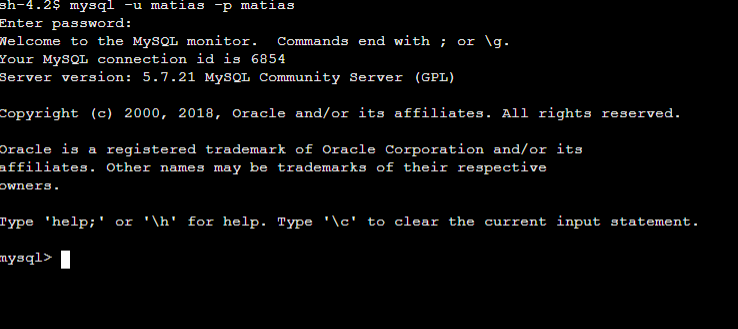 sh-4.2$ mysql -u matias -p matias
Enter password:
Welcome to the MySQL monitor.  Commands end with ; or \g.
Your MySQL connection id is 6854
Server version: 5.7.21 MySQL Community Server (GPL)
Copyright (c) 2000, 2018, Oracle and/or its affiliates. All rights reserved.
Oracle is a registered trademark of Oracle Corporation and/or its
affiliates. Other names may be trademarks of their respective
owners.
Type 'help;' or '\h' for help. Type '\c' to clear the current input statement.
mysql>